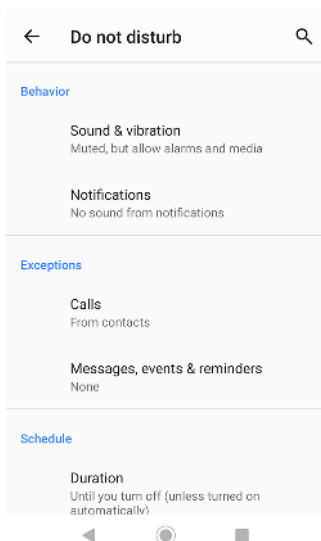 Do not disturb
Behavior
Sound & vibration
Muted, but allow alarms and media
Notifications
No sound from notifications
Exceptions
Calls
From contacts
Messages, events & reminders
None
Schedule
Duration
Until you turn off (unless turned on
automatically)